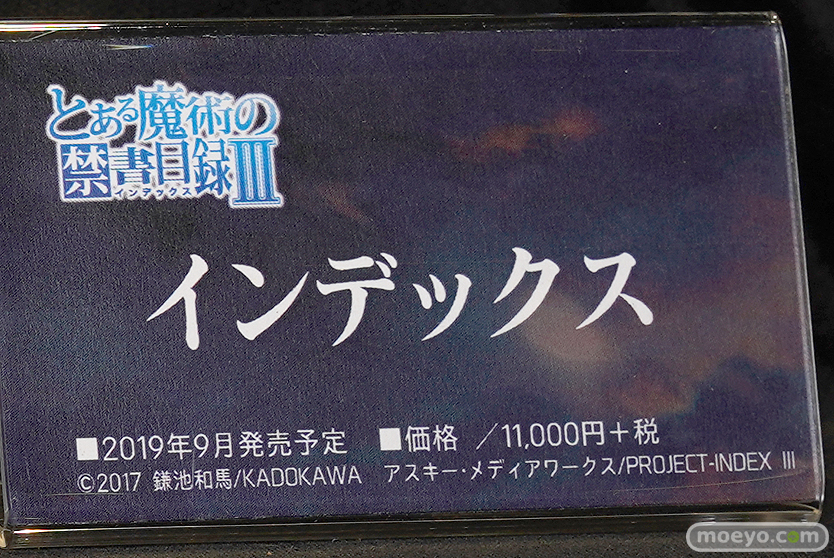 とある魔術の
禁書目録III
インデックス
インデックス
■2019年9月発売予定 ■価格 ／11,000円＋税
©2017 鎌池和馬/KADOKAWA アスキー・メディアワークス/PROJECT-INDEX III
moeyo.com